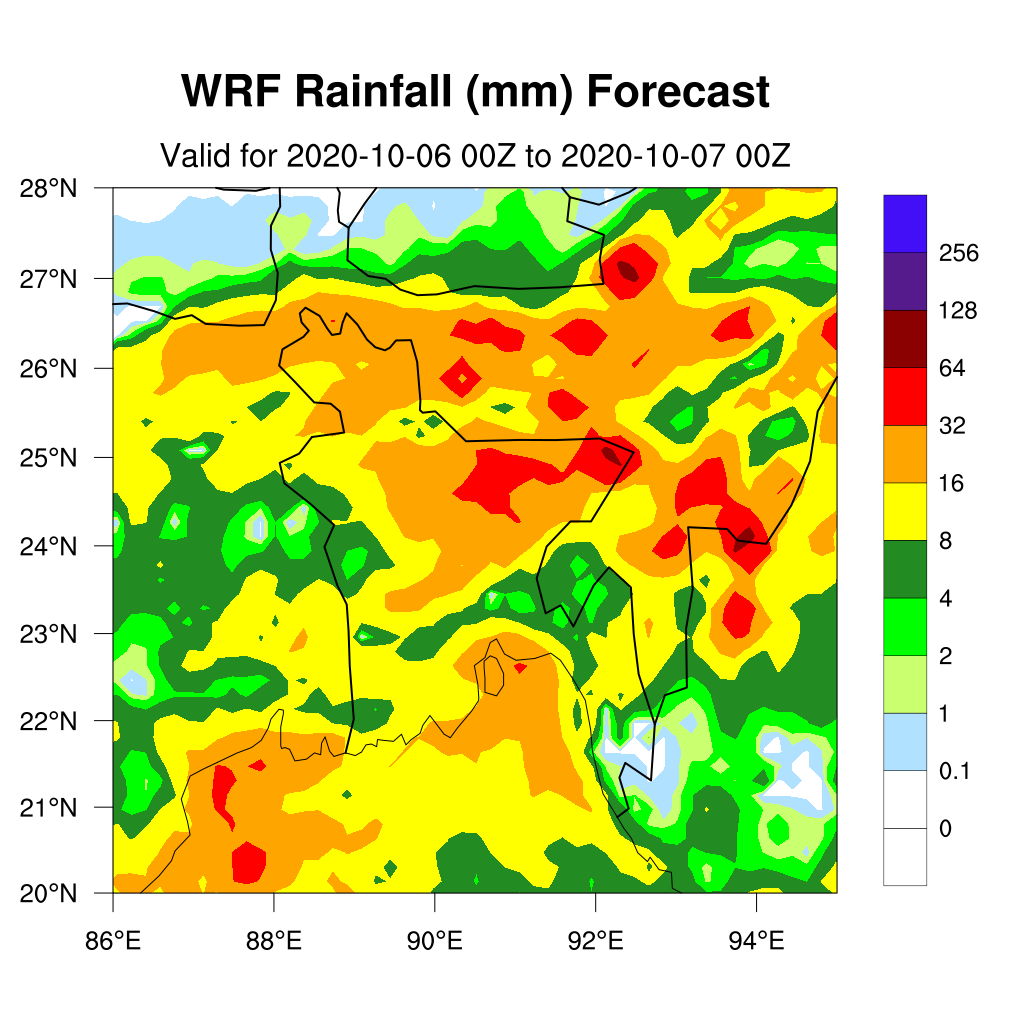 WRF Rainfall (mm) Forecast
Valid for 2020-10-06 00Z to 2020-10-07 00Z
28°N
27°N
26°N
25°N
24°N
23°N
22°N
21°N
20°N
86°E 88°E 90°E 92°E 94°E
256
128
64
32
16
8
4
2
1
0.1
0